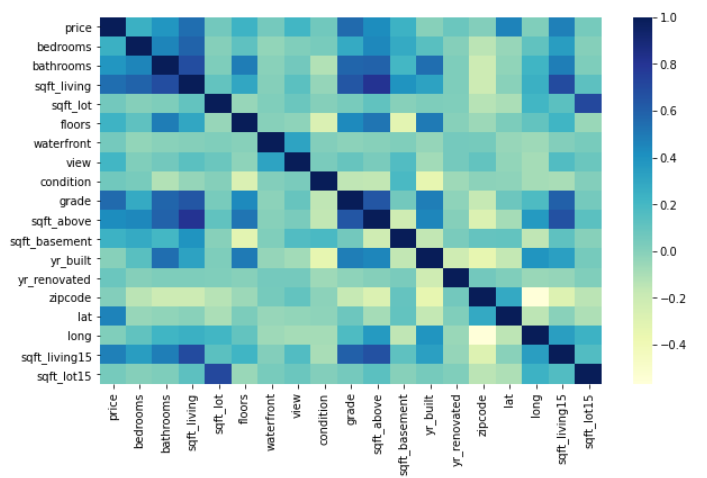 price
bedrooms
bathrooms
sqft_living
sqft_lot
floors
waterfront
view
condition
grade
sqft_above
sqft_basement
yr_built
yr_renovated
zipcode
lat
long
sqft_living15
sqft_lot15
price
bedrooms
bathrooms
sqft_living
sqft_lot
floors
waterfront
view
condition
grade
sqft_above
sqft_basement
yr_built
yr_renovated
zipcode
lat
long
sqft_living15
sqft_lot15
1.0
0.8
0.6
0.4
0.2
0.0
−0.2
−0.4